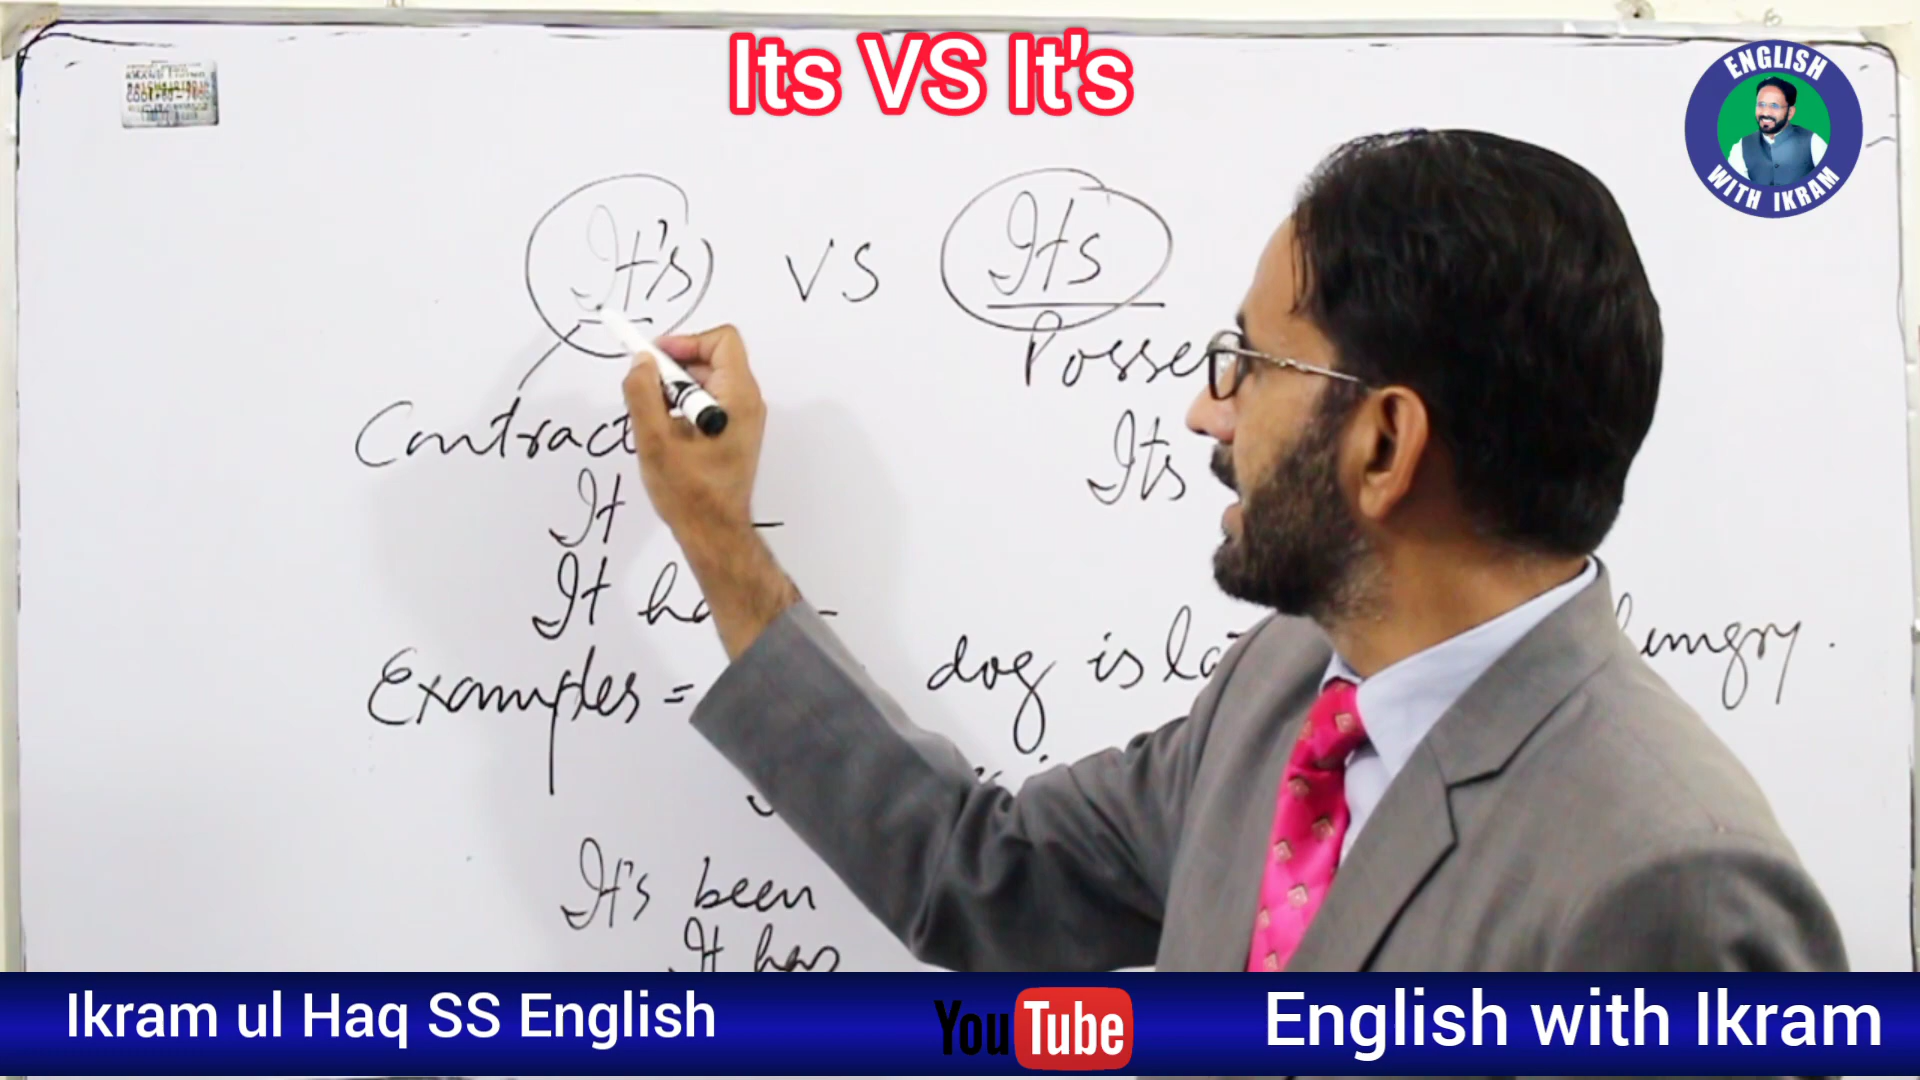 Its VS It's
ENGLISH
WITH IKRAM
It's VS Its
Posse
Contract
Its
It
It ha
dog is la hungry.
Examples =
It's been
It has
Ikram ul Haq SS English
YouTube
English with Ikram